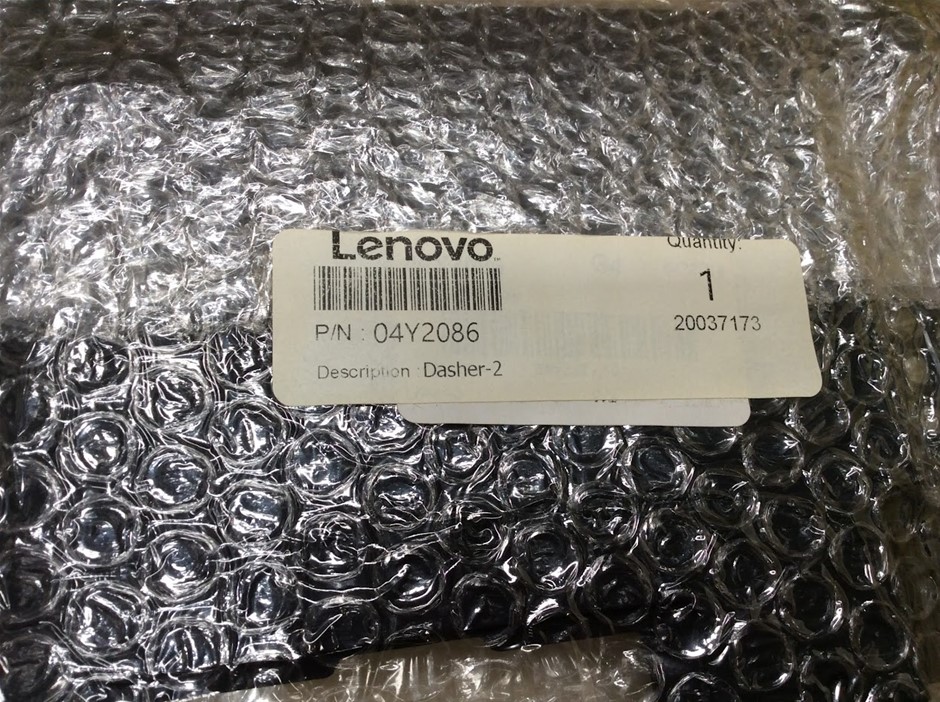 Lenovo
Quantity:
1
P/N : 04Y2086
20037173
Description : Dasher-2